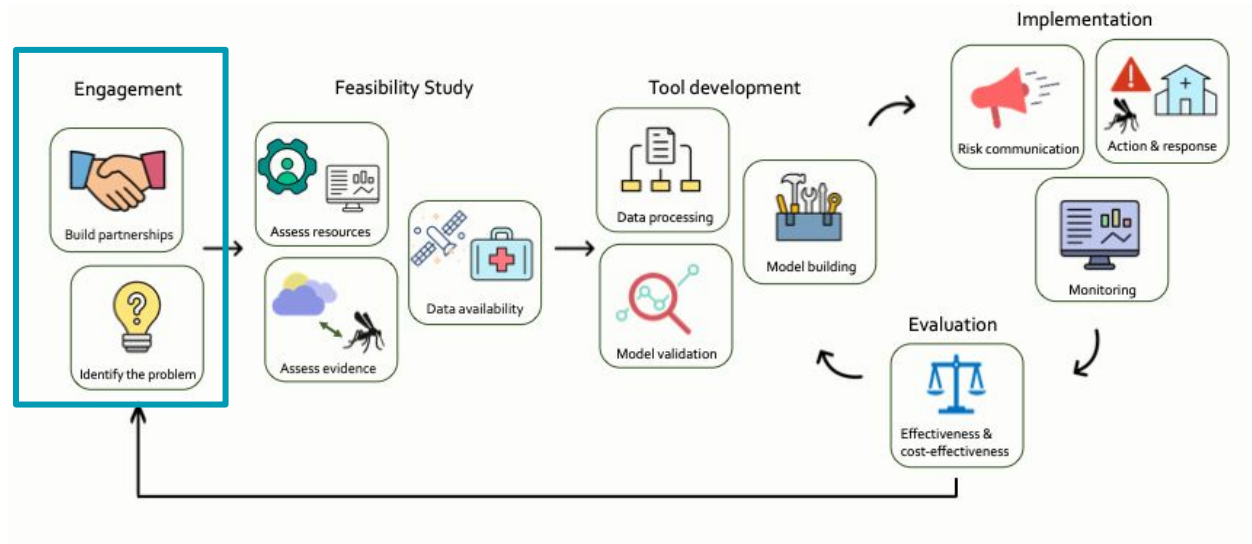 Engagement
Build partnerships
Identify the problem
Feasibility Study
Assess resources
Assess evidence
Data availability
Tool development
Data processing
Model validation
Model building
Implementation
Risk communication
Action & response
Monitoring
Evaluation
Effectiveness &
cost-effectiveness